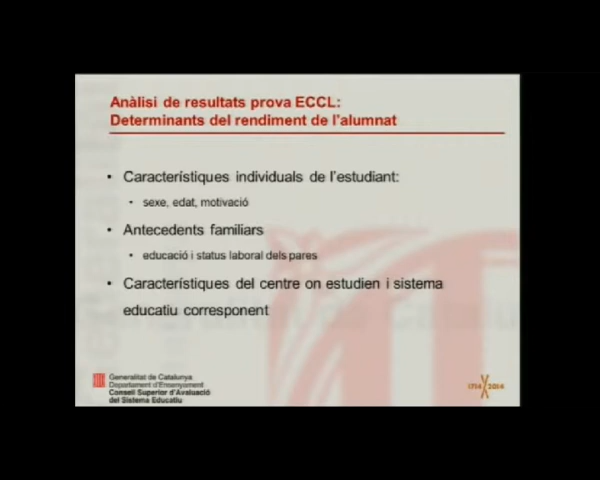 Anàlisi de resultats prova ECCL:
Determinants del rendiment de l'alumnat
• Característiques individuals de l'estudiant:
• sexe, edat, motivació
• Antecedents familiars
• educació i status laboral dels pares
• Característiques del centre on estudien i sistema
educatiu corresponent
Generalitat de Catalunya
Departament d'Ensenyament
Consell Superior d'Avaluació
del Sistema Educatiu
1714 2014